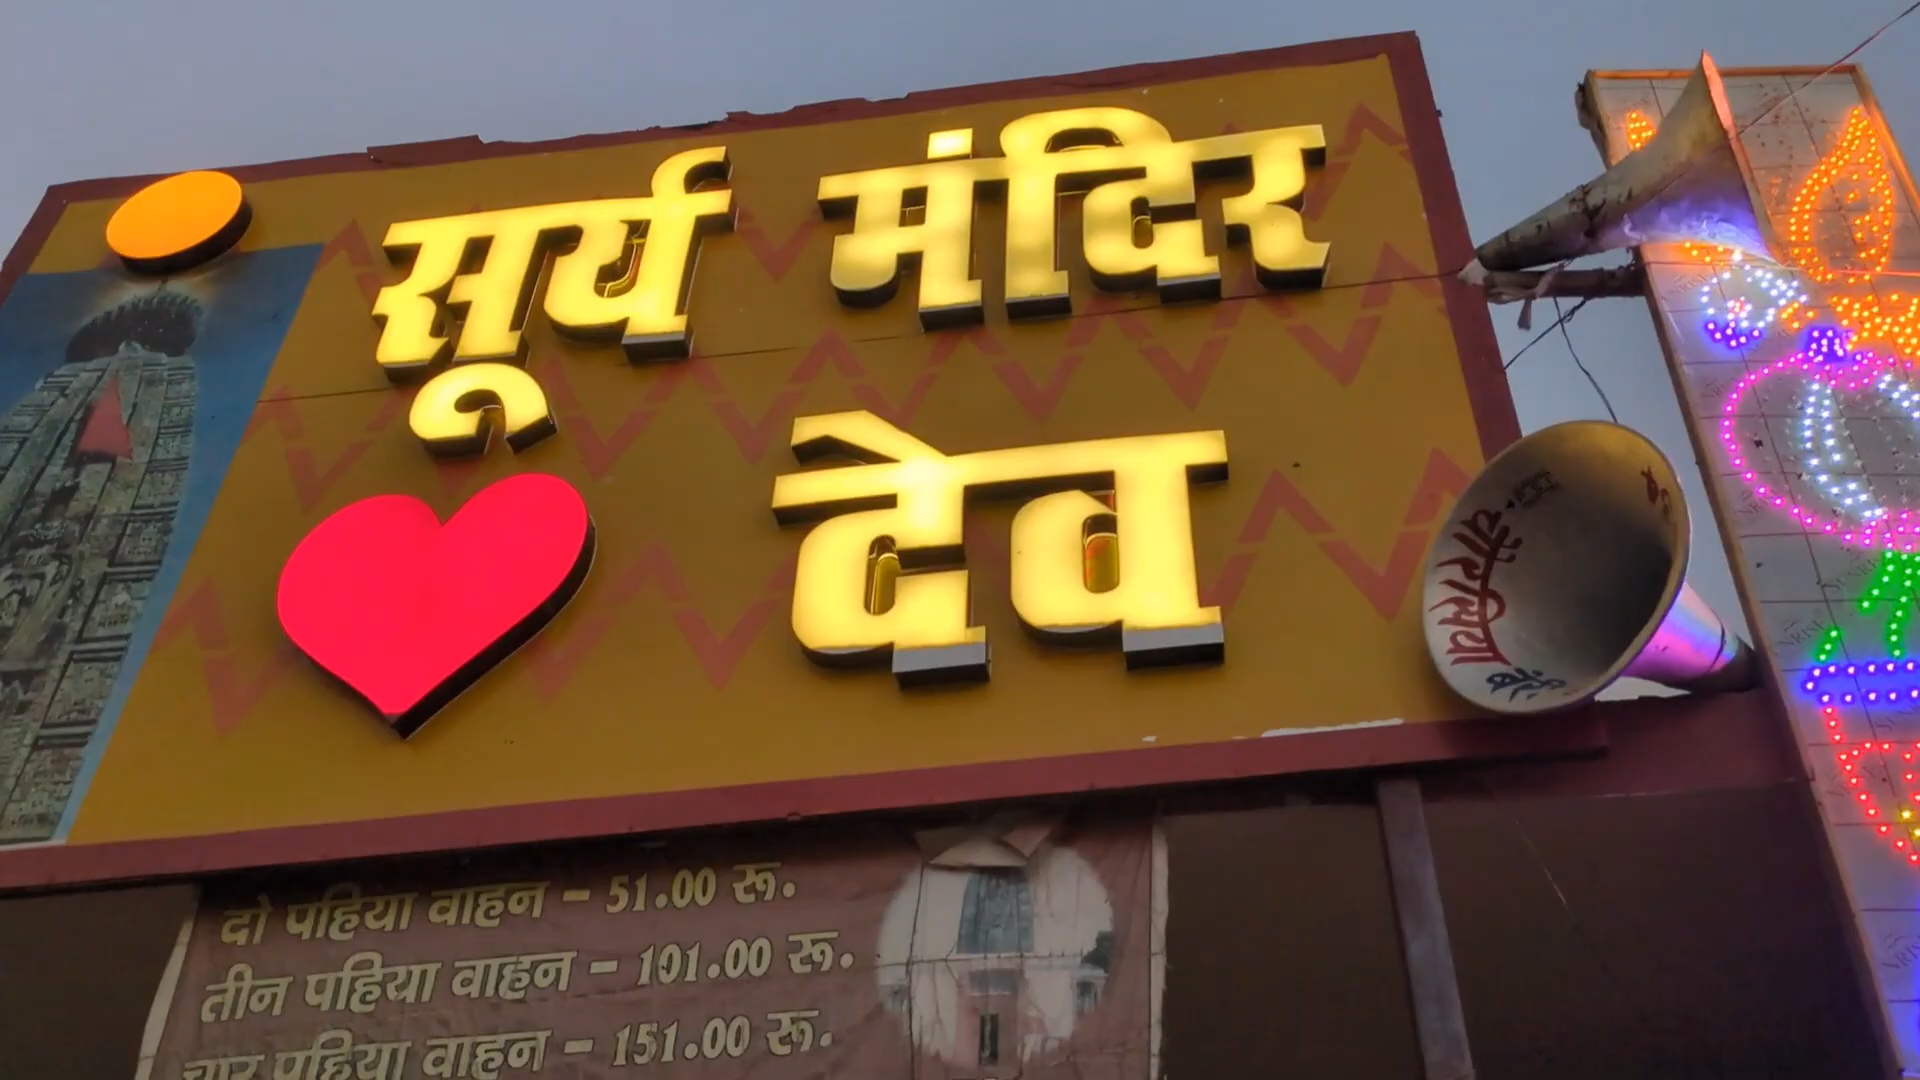 सूर्य मंदिर
देव
दो पहिया वाहन - 51.00 रू.
तीन पहिया वाहन - 101.00 रू.
चार पहिया वाहन - 151.00 रू.